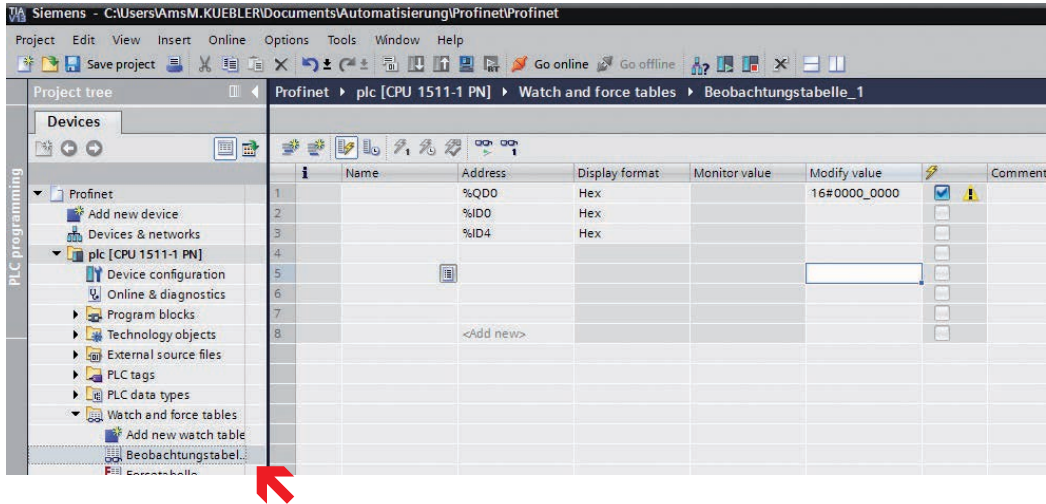 Siemens - C:\Users\AmsM.KUEBLER\Documents\Automatisierung\Profinet\Profinet
Project Edit View Insert Online Options Tools Window Help
Save project Go online Go offline
Project tree
Profinet ▸ plc [CPU 1511-1 PN] ▸ Watch and force tables ▸ Beobachtungstabelle_1
Devices
PLC programming
i Name Address Display format Monitor value Modify value Comment
1 %QD0 Hex 16#0000_0000
2 %ID0 Hex
3 %ID4 Hex
4
5
6
7
8 <Add new>
Profinet
Add new device
Devices & networks
plc [CPU 1511-1 PN]
Device configuration
Online & diagnostics
Program blocks
Technology objects
External source files
PLC tags
PLC data types
Watch and force tables
Add new watch table
Beobachtungstabel..